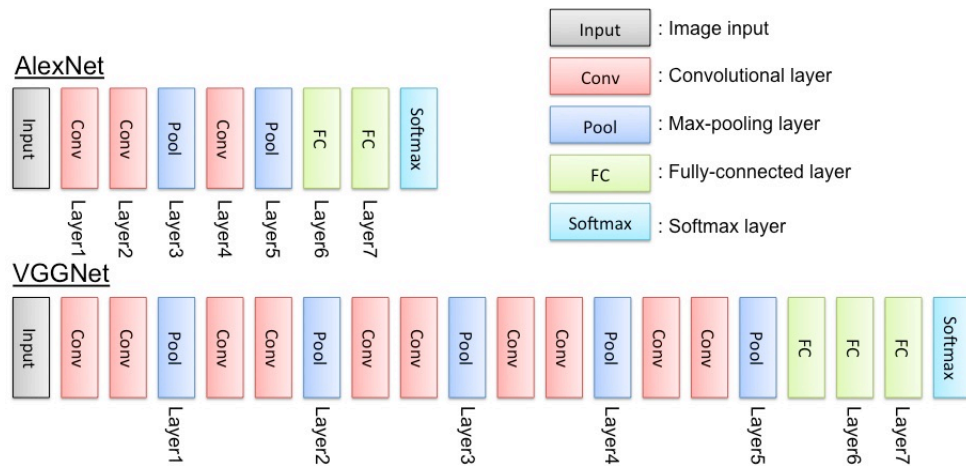 Input : Image input
AlexNet
Conv : Convolutional layer
Pool : Max-pooling layer
FC : Fully-connected layer
Softmax : Softmax layer
Input Conv Conv Pool Conv Pool FC FC Softmax
Layer1 Layer2 Layer3 Layer4 Layer5 Layer6 Layer7
VGGNet
Input Conv Conv Pool Conv Conv Pool Conv Conv Pool Conv Conv Pool Conv Conv Pool FC FC FC Softmax
Layer1 Layer2 Layer3 Layer4 Layer5 Layer6 Layer7